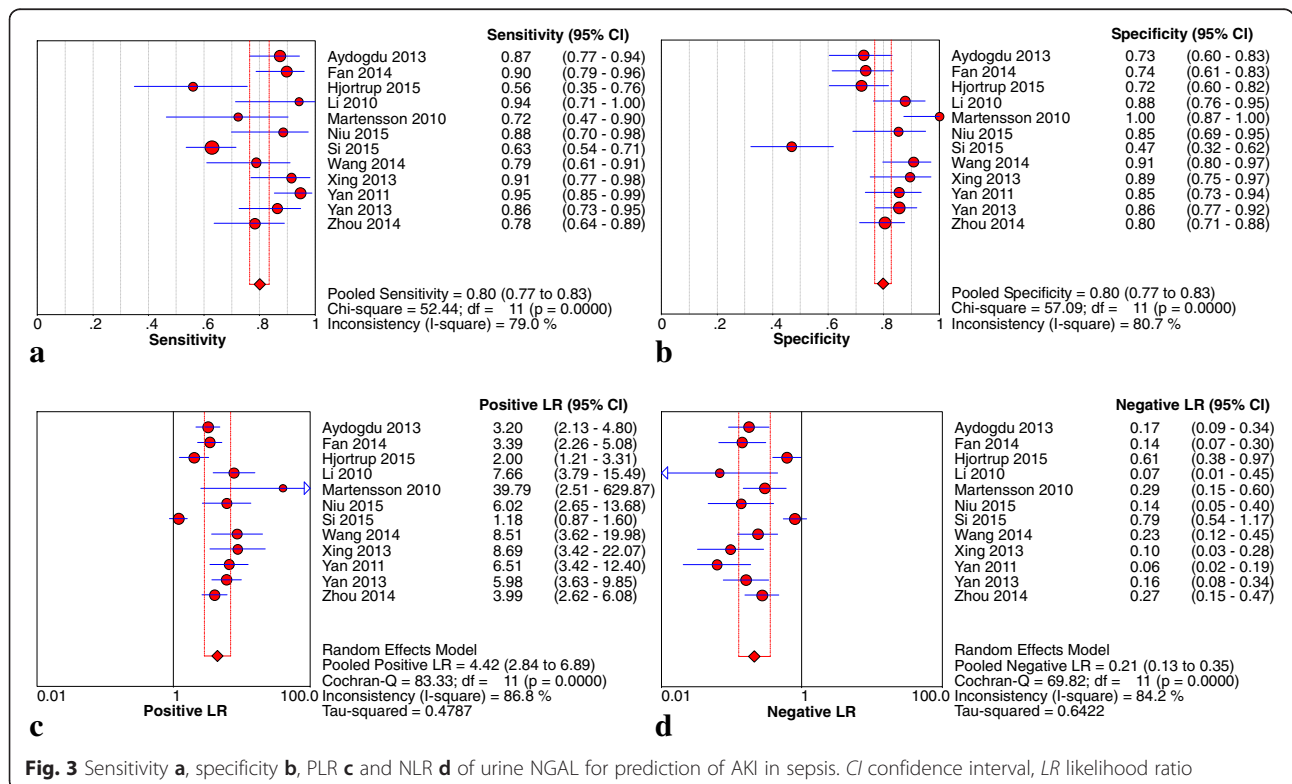 Sensitivity (95% CI)
Aydogdu 2013 0.87 (0.77 - 0.94)
Fan 2014 0.90 (0.79 - 0.96)
Hjortrup 2015 0.56 (0.35 - 0.76)
Li 2010 0.94 (0.71 - 1.00)
Martensson 2010 0.72 (0.47 - 0.90)
Niu 2015 0.88 (0.70 - 0.98)
Si 2015 0.63 (0.54 - 0.71)
Wang 2014 0.79 (0.61 - 0.91)
Xing 2013 0.91 (0.77 - 0.98)
Yan 2011 0.95 (0.85 - 0.99)
Yan 2013 0.86 (0.73 - 0.95)
Zhou 2014 0.78 (0.64 - 0.89)
Pooled Sensitivity = 0.80 (0.77 to 0.83)
Chi-square = 52.44; df = 11 (p = 0.0000)
Inconsistency (I-square) = 79.0 %
0 .2 .4 .6 .8 1
Sensitivity
a
Specificity (95% CI)
Aydogdu 2013 0.73 (0.60 - 0.83)
Fan 2014 0.74 (0.61 - 0.83)
Hjortrup 2015 0.72 (0.60 - 0.82)
Li 2010 0.88 (0.76 - 0.95)
Martensson 2010 1.00 (0.87 - 1.00)
Niu 2015 0.85 (0.69 - 0.95)
Si 2015 0.47 (0.32 - 0.62)
Wang 2014 0.91 (0.80 - 0.97)
Xing 2013 0.89 (0.75 - 0.97)
Yan 2011 0.85 (0.73 - 0.94)
Yan 2013 0.86 (0.77 - 0.92)
Zhou 2014 0.80 (0.71 - 0.88)
Pooled Specificity = 0.80 (0.77 to 0.83)
Chi-square = 57.09; df = 11 (p = 0.0000)
Inconsistency (I-square) = 80.7 %
0 .2 .4 .6 .8 1
Specificity
b
Positive LR (95% CI)
Aydogdu 2013 3.20 (2.13 - 4.80)
Fan 2014 3.39 (2.26 - 5.08)
Hjortrup 2015 2.00 (1.21 - 3.31)
Li 2010 7.66 (3.79 - 15.49)
Martensson 2010 39.79 (2.51 - 629.87)
Niu 2015 6.02 (2.65 - 13.68)
Si 2015 1.18 (0.87 - 1.60)
Wang 2014 8.51 (3.62 - 19.98)
Xing 2013 8.69 (3.42 - 22.07)
Yan 2011 6.51 (3.42 - 12.40)
Yan 2013 5.98 (3.63 - 9.85)
Zhou 2014 3.99 (2.62 - 6.08)
Random Effects Model
Pooled Positive LR = 4.42 (2.84 to 6.89)
Cochran-Q = 83.33; df = 11 (p = 0.0000)
Inconsistency (I-square) = 86.8 %
Tau-squared = 0.4787
0.01 1 100.0
Positive LR
c
Negative LR (95% CI)
Aydogdu 2013 0.17 (0.09 - 0.34)
Fan 2014 0.14 (0.07 - 0.30)
Hjortrup 2015 0.61 (0.38 - 0.97)
Li 2010 0.07 (0.01 - 0.45)
Martensson 2010 0.29 (0.15 - 0.60)
Niu 2015 0.14 (0.05 - 0.40)
Si 2015 0.79 (0.54 - 1.17)
Wang 2014 0.23 (0.12 - 0.45)
Xing 2013 0.10 (0.03 - 0.28)
Yan 2011 0.06 (0.02 - 0.19)
Yan 2013 0.16 (0.08 - 0.34)
Zhou 2014 0.27 (0.15 - 0.47)
Random Effects Model
Pooled Negative LR = 0.21 (0.13 to 0.35)
Cochran-Q = 69.82; df = 11 (p = 0.0000)
Inconsistency (I-square) = 84.2 %
Tau-squared = 0.6422
0.01 1 100.0
Negative LR
d
Fig. 3 Sensitivity a, specificity b, PLR c and NLR d of urine NGAL for prediction of AKI in sepsis. CI confidence interval, LR likelihood ratio